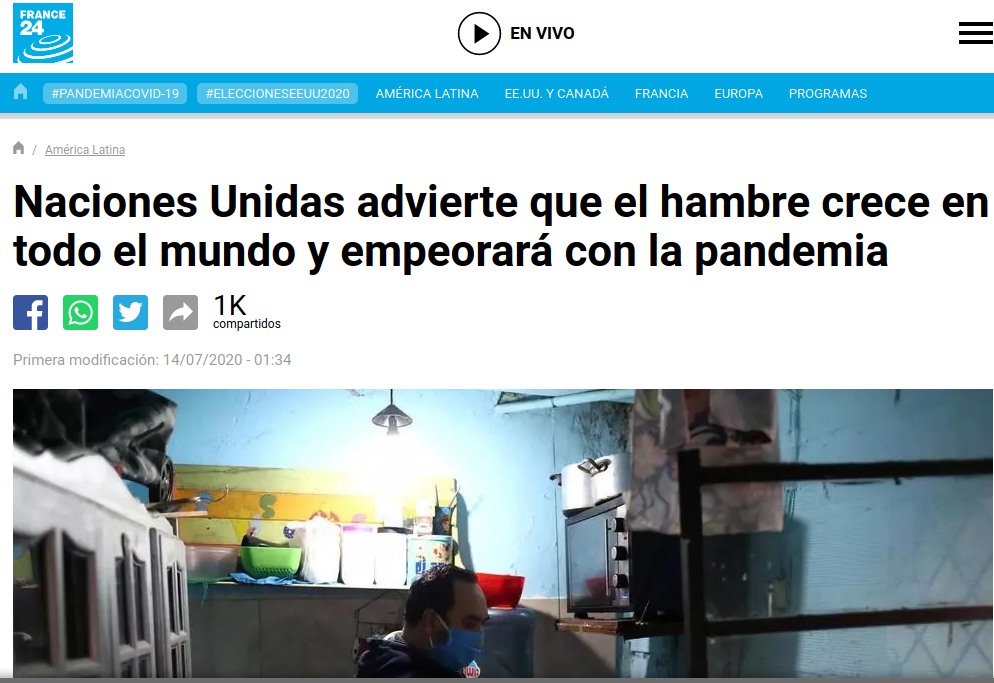 FRANCE
24
EN VIVO
#PANDEMIACOVID-19 #ELECCIONESEEUU2020 AMÉRICA LATINA EE.UU. Y CANADÁ FRANCIA EUROPA PROGRAMAS
/ América Latina
Naciones Unidas advierte que el hambre crece en
todo el mundo y empeorará con la pandemia
1K
compartidos
Primera modificación: 14/07/2020 - 01:34